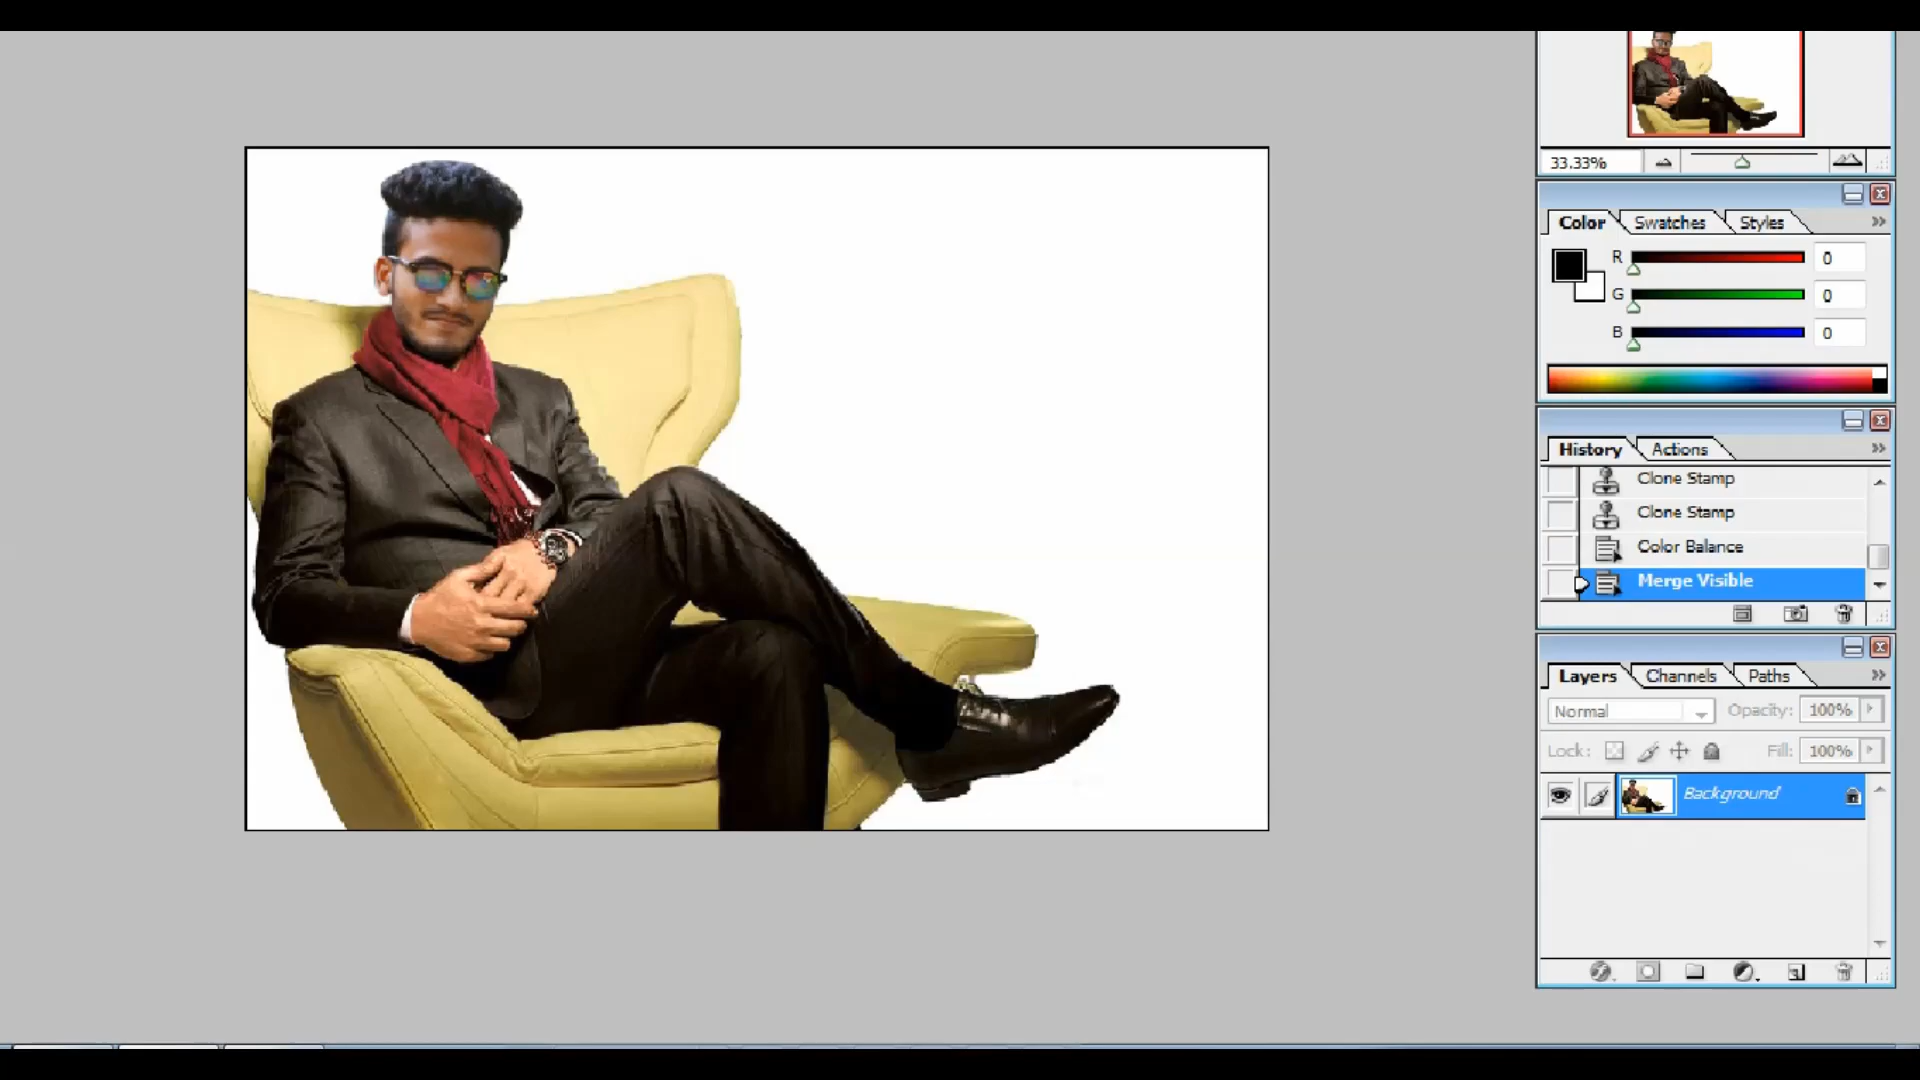 33.33%
Color Swatches Styles
R 0
G 0
B 0
History Actions
Clone Stamp
Clone Stamp
Color Balance
Merge Visible
Layers Channels Paths
Normal Opacity: 100%
Lock: Fill: 100%
Background